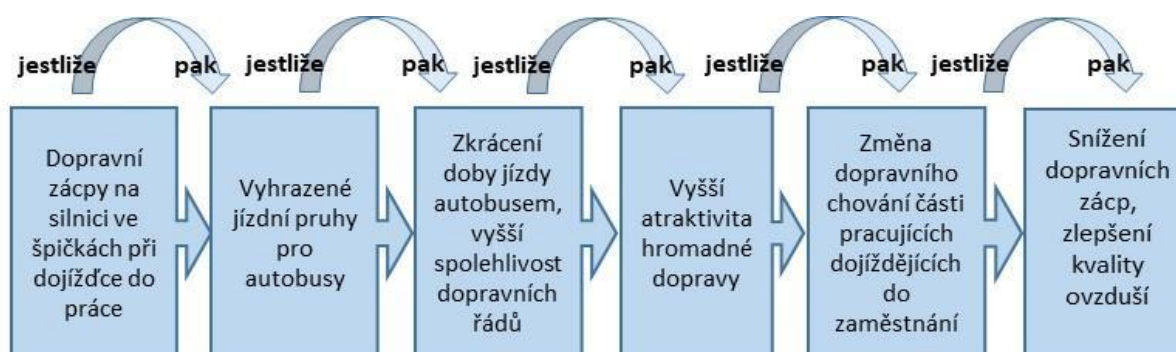 jestliže pak jestliže pak jestliže pak jestliže pak jestliže pak
Dopravní
zácpy na
silnici ve
špičkách při
dojížďce do
práce
Vyhrazené
jízdní pruhy
pro
autobusy
Zkrácení
doby jízdy
autobusem,
vyšší
spolehlivost
dopravních
řádů
Vyšší
atraktivita
hromadné
dopravy
Změna
dopravního
chování části
pracujících
dojíždějících
do
zaměstnání
Snížení
dopravních
zácp,
zlepšení
kvality
ovzduší